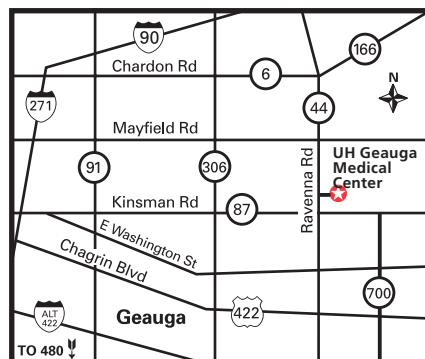 90
166
Chardon Rd
6
N
271
44
Mayfield Rd
UH Geauga
Medical
Center
91
306
Ravenna Rd
Kinsman Rd
87
E Washington St
Chagrin Blvd
700
ALT
422
Geauga
422
TO 480